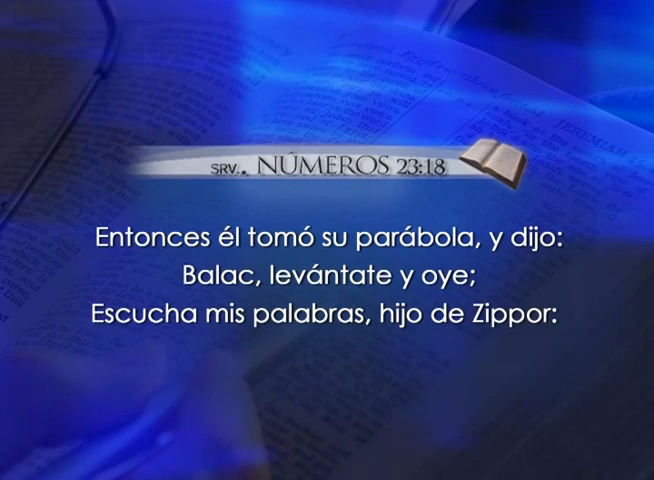 SRV.. NÚMEROS 23:18
Entonces él tomó su parábola, y dijo:
Balac, levántate y oye;
Escucha mis palabras, hijo de Zippor:
JEREMIAH